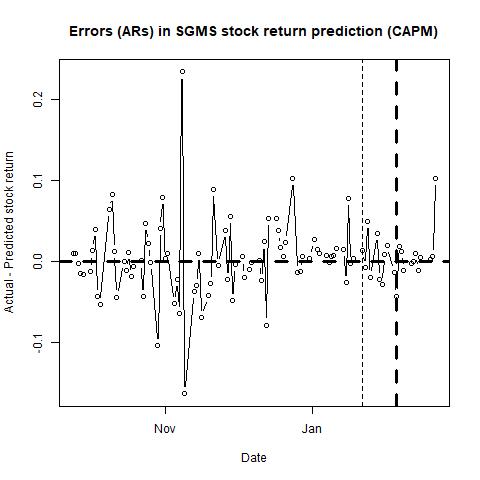 Errors (ARs) in SGMS stock return prediction (CAPM)
Actual - Predicted stock return
0.2
0.1
0.0
-0.1
Nov
Jan
Date